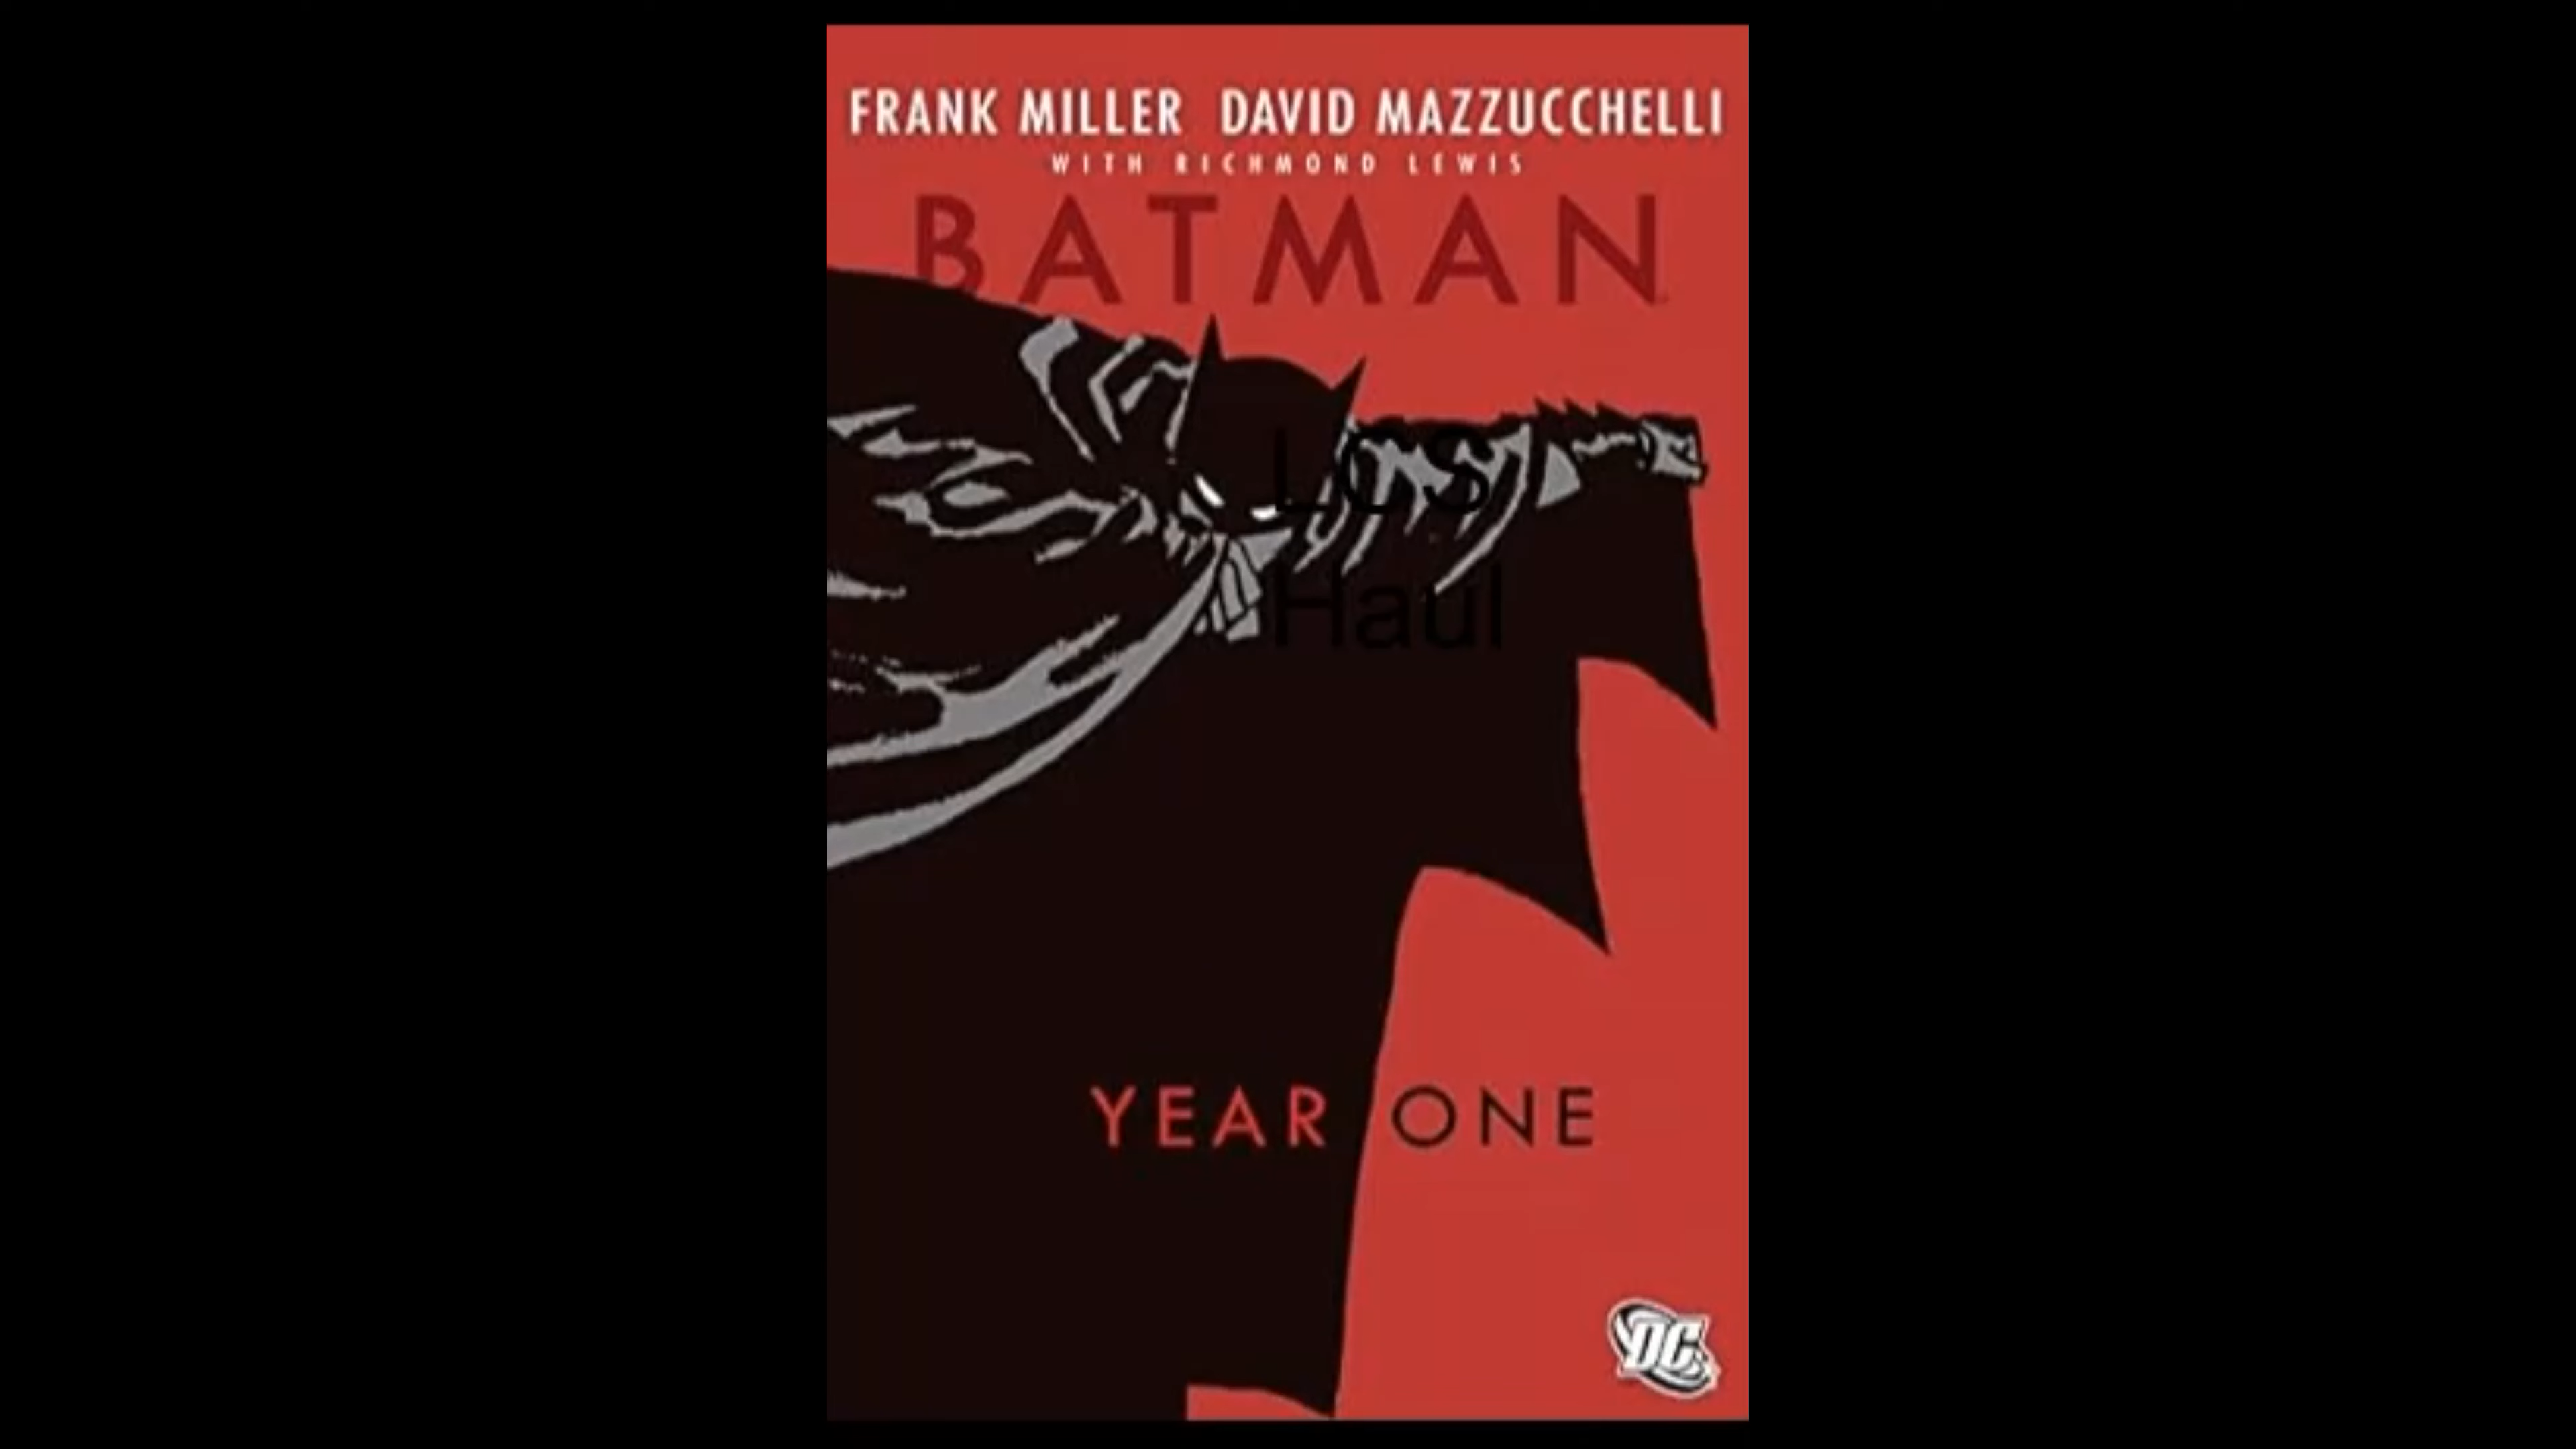 FRANK MILLER DAVID MAZZUCCHELLI
WITH RICHMOND LEWIS
BATMAN
LCS
Haul
YEAR ONE
DC